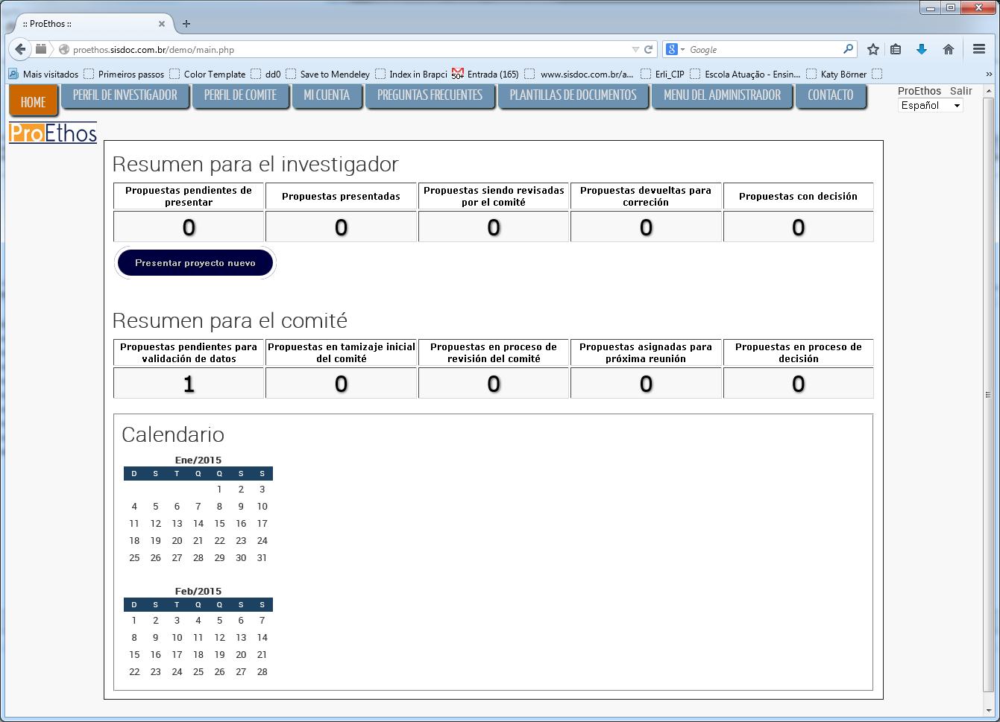 :: ProEthos ::
proethos.sisdoc.com.br/demo/main.php
8 Google
Mais visitados Primeiros passos Color Template dd0 Save to Mendeley Index in Brapci 50+ Entrada (165) www.sisdoc.com.br/a... Erli_CIP Escola Atuação - Ensin... Katy Börner »
HOME PERFIL DE INVESTIGADOR PERFIL DE COMITE MI CUENTA PREGUNTAS FRECUENTES PLANTILLAS DE DOCUMENTOS MENU DEL ADMINISTRADOR CONTACTO
ProEthos Salir
Español
ProEthos
Resumen para el investigador
Propuestas pendientes de presentar Propuestas presentadas Propuestas siendo revisadas por el comité Propuestas devueltas para correción Propuestas con decisión
0 0 0 0 0
Presentar proyecto nuevo
Resumen para el comité
Propuestas pendientes para validación de datos Propuestas en tamizaje inicial del comité Propuestas en proceso de revisión del comité Propuestas asignadas para próxima reunión Propuestas en proceso de decisión
1 0 0 0 0
Calendario
Ene/2015
D S T Q Q S S
1 2 3
4 5 6 7 8 9 10
11 12 13 14 15 16 17
18 19 20 21 22 23 24
25 26 27 28 29 30 31
Feb/2015
D S T Q Q S S
1 2 3 4 5 6 7
8 9 10 11 12 13 14
15 16 17 18 19 20 21
22 23 24 25 26 27 28